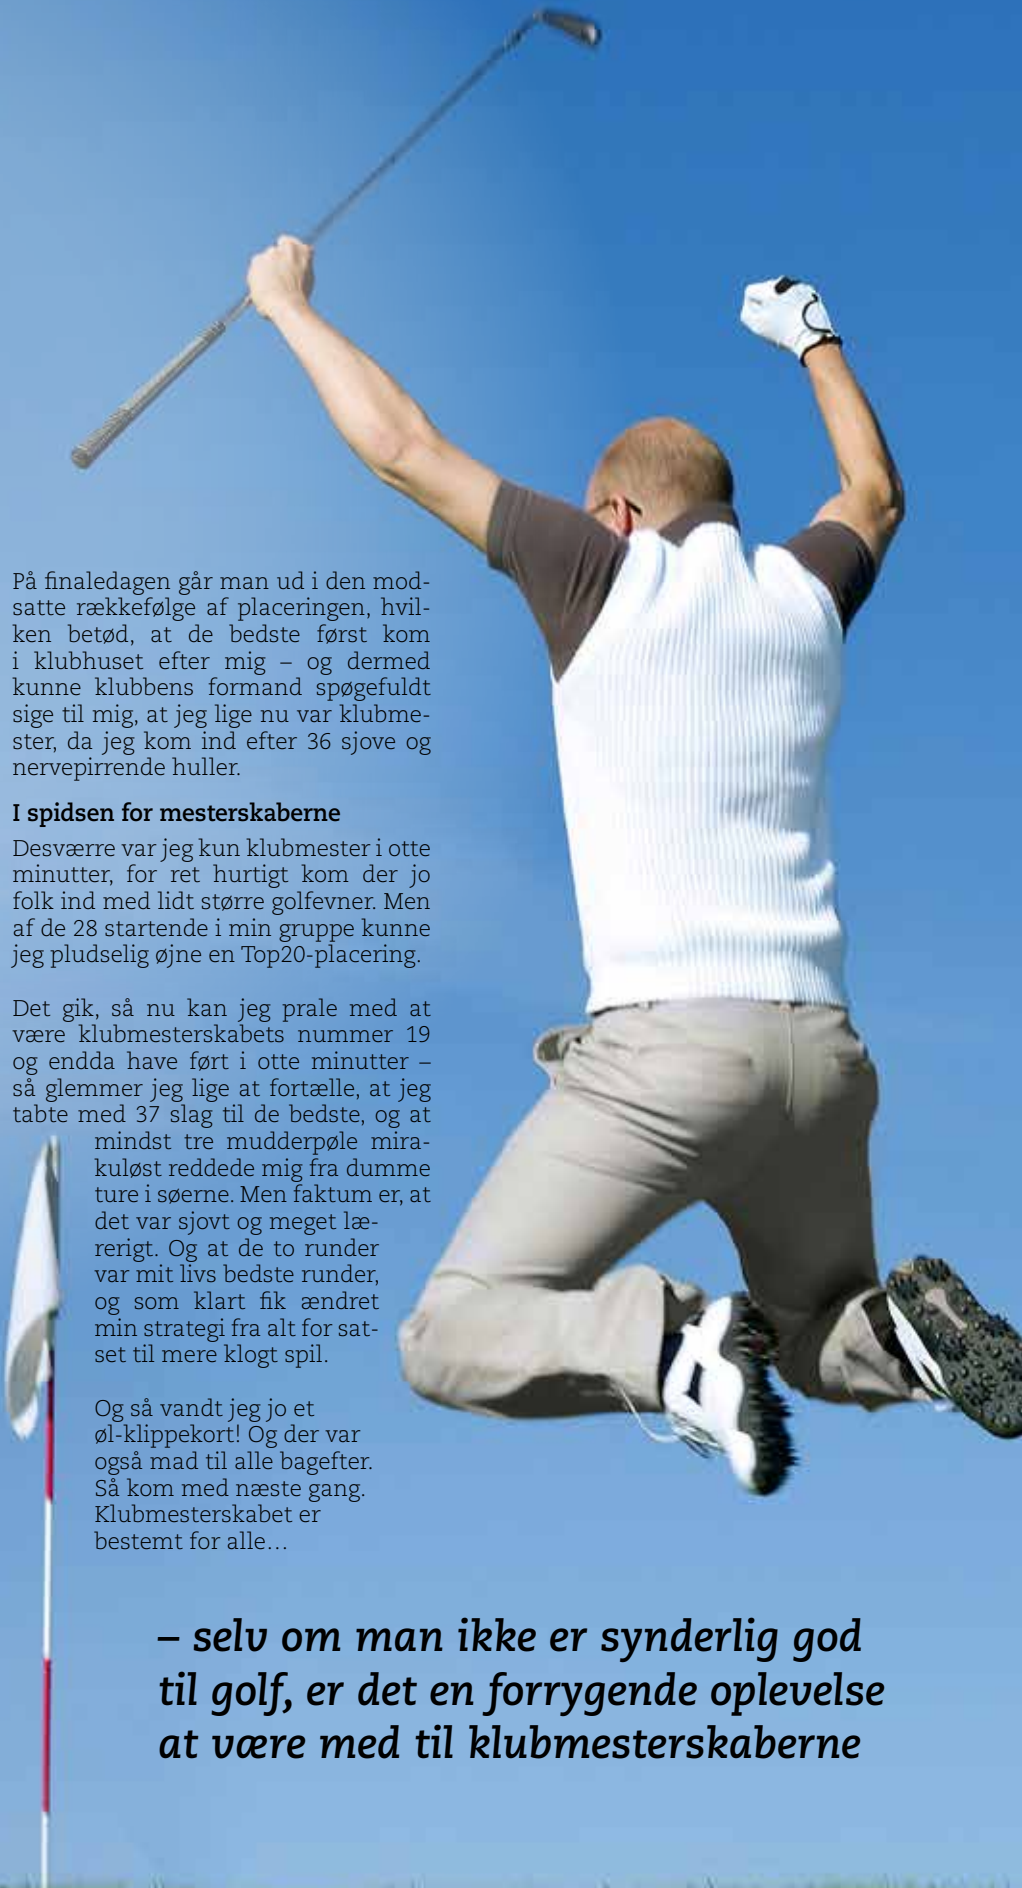 På finaledagen går man ud i den mod-
satte rækkefølge af placeringen, hvil-
ken betød, at de bedste først kom
i klubhuset efter mig – og dermed
kunne klubbens formand spøgefuldt
sige til mig, at jeg lige nu var klubme-
ster, da jeg kom ind efter 36 sjove og
nervepirrende huller.
I spidsen for mesterskaberne
Desværre var jeg kun klubmester i otte
minutter, for ret hurtigt kom der jo
folk ind med lidt større golfevner. Men
af de 28 startende i min gruppe kunne
jeg pludselig øjne en Top20-placering.
Det gik, så nu kan jeg prale med at
være klubmesterskabets nummer 19
og endda have ført i otte minutter –
så glemmer jeg lige at fortælle, at jeg
tabte med 37 slag til de bedste, og at
mindst tre mudderpøle mira-
kuløst reddede mig fra dumme
ture i søerne. Men faktum er, at
det var sjovt og meget læ-
rerigt. Og at de to runder
var mit livs bedste runder,
og som klart fik ændret
min strategi fra alt for sat-
set til mere klogt spil.
Og så vandt jeg jo et
øl-klippekort! Og der var
også mad til alle bagefter.
Så kom med næste gang.
Klubmesterskabet er
bestemt for alle…
– selv om man ikke er synderlig god
til golf, er det en forrygende oplevelse
at være med til klubmesterskaberne